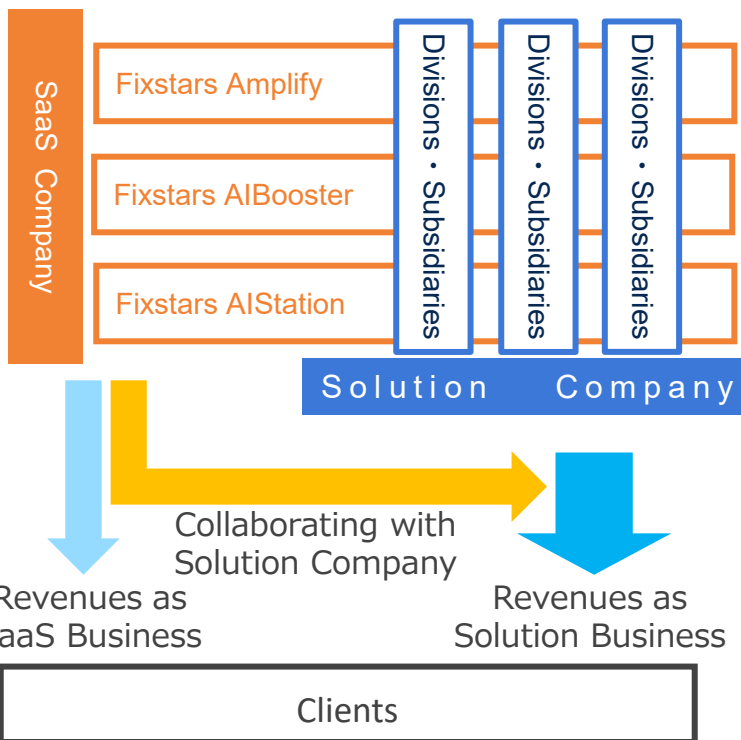 SaaS Company
Fixstars Amplify
Fixstars AIBooster
Fixstars AIStation
Divisions・Subsidiaries
Divisions・Subsidiaries
Divisions・Subsidiaries
Solution Company
Collaborating with
Solution Company
Revenues as
aaS Business
Revenues as
Solution Business
Clients